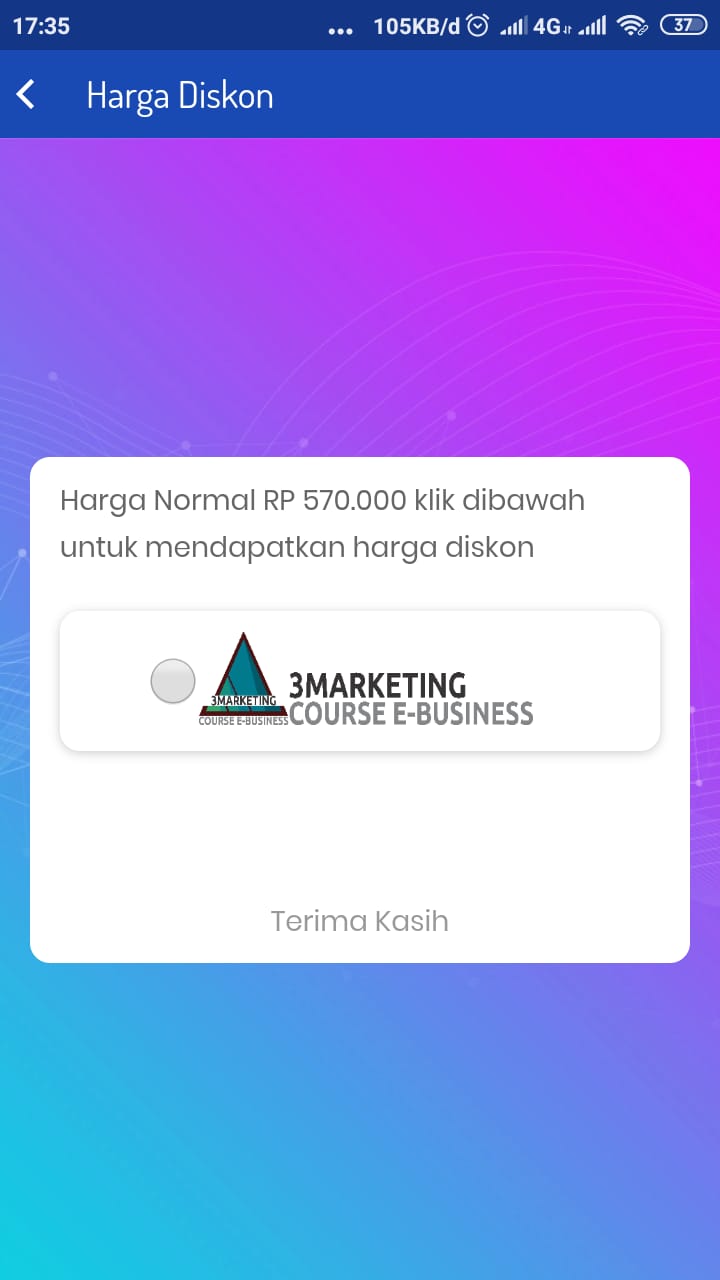 17:35 ... 105KB/d 4G 37
Harga Diskon
Harga Normal RP 570.000 klik dibawah
untuk mendapatkan harga diskon
3MARKETING
COURSE E-BUSINESS
3MARKETING
COURSE E-BUSINESS
Terima Kasih